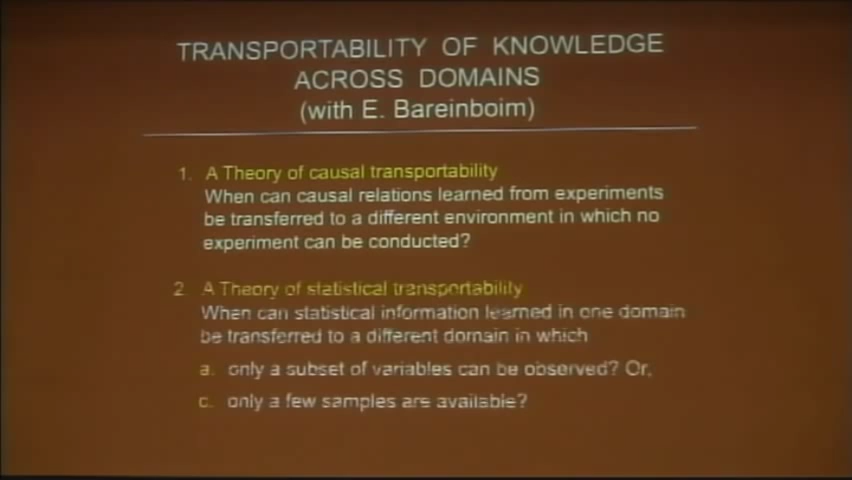 TRANSPORTABILITY OF KNOWLEDGE
ACROSS DOMAINS
(with E. Bareinboim)
1. A Theory of causal transportability
When can causal relations learned from experiments
be transferred to a different environment in which no
experiment can be conducted?
2. A Theory of statistical transportability
When can statistical information learned in one domain
be transferred to a different domain in which
a. only a subset of variables can be observed? Or,
c. only a few samples are available?